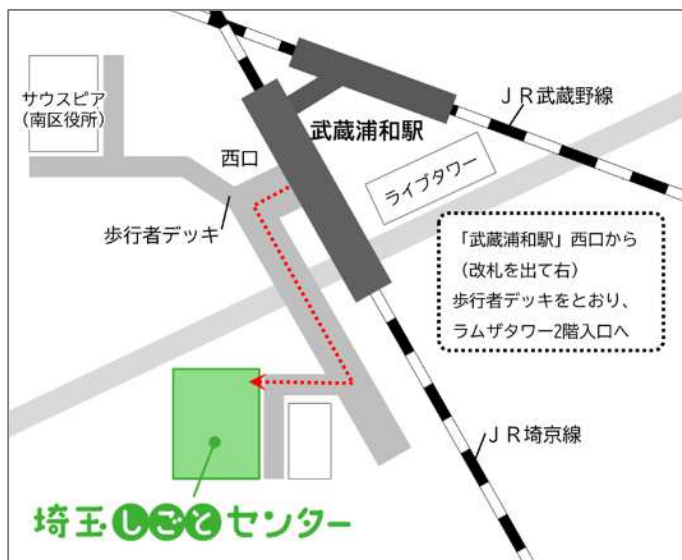 サウスピア
（南区役所）
西口
武蔵浦和駅
ＪＲ武蔵野線
ライブタワー
歩行者デッキ
「武蔵浦和駅」西口から
（改札を出て右）
歩行者デッキをとおり、
ラムザタワー2階入口へ
ＪＲ埼京線
埼玉しごとセンター